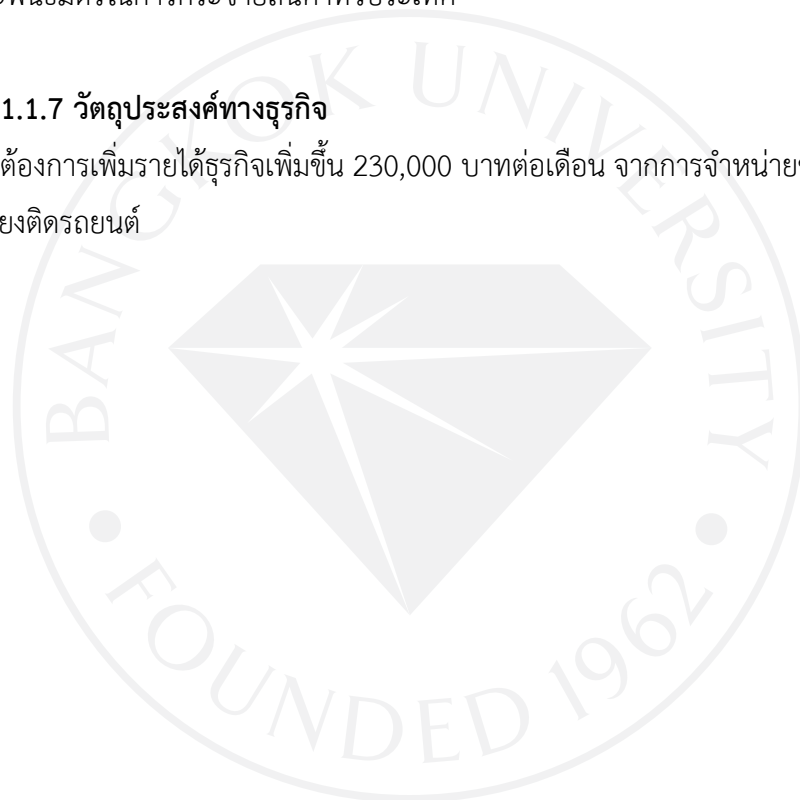 1.1.7 วัตถุประสงค์ทางธุรกิจ
ต้องการเพิ่มรายได้ธุรกิจเพิ่มขึ้น 230,000 บาทต่อเดือน จากการจำหน่าย
ยงติดรถยนต์
BANGKOK UNIVERSITY
FOUNDED 1962